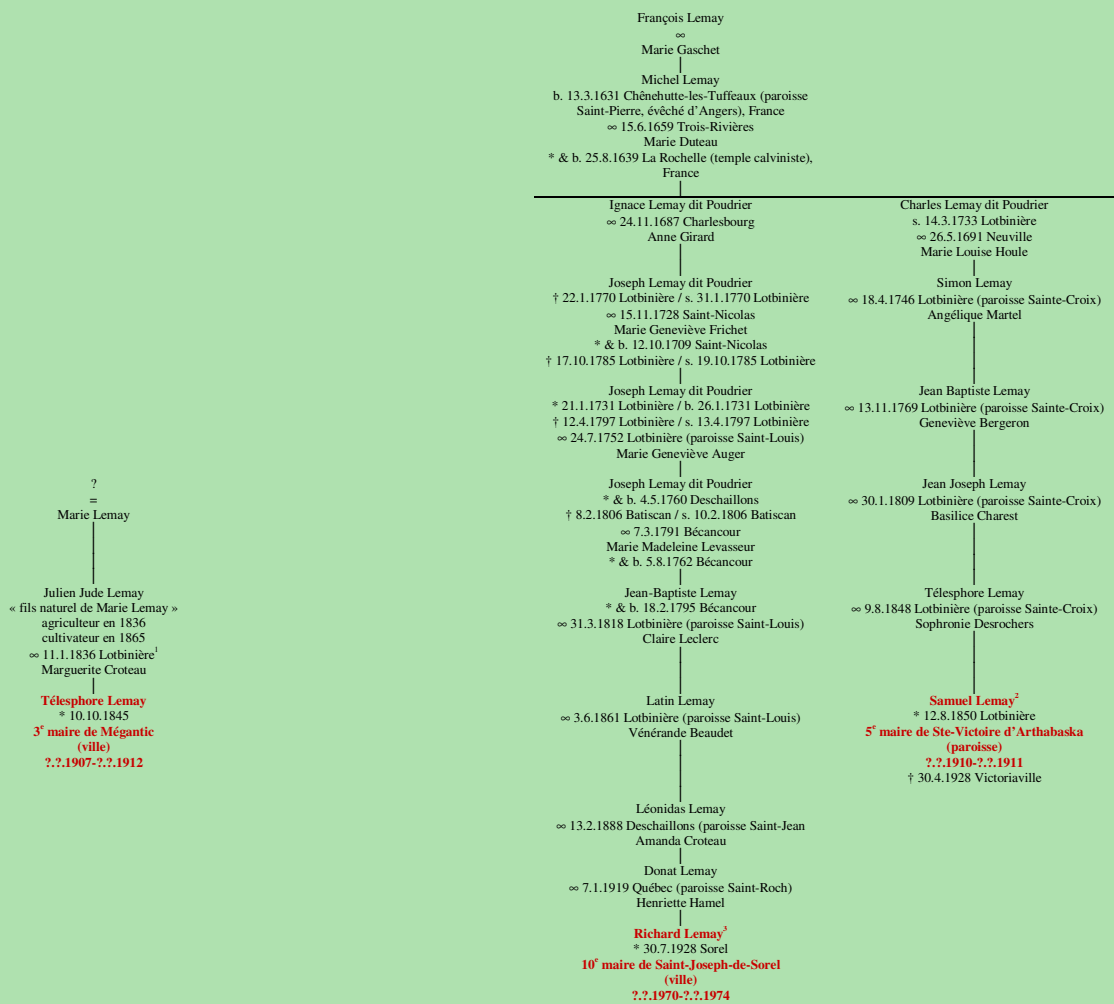 François Lemay
∞
Marie Gaschet
Michel Lemay
b. 13.3.1631 Chênehutte-les-Tuffeaux (paroisse
Saint-Pierre, évêché d'Angers), France
∞ 15.6.1659 Trois-Rivières
Marie Duteau
* & b. 25.8.1639 La Rochelle (temple calviniste),
France
Ignace Lemay dit Poudrier
∞ 24.11.1687 Charlesbourg
Anne Girard
Joseph Lemay dit Poudrier
† 22.1.1770 Lotbinière / s. 31.1.1770 Lotbinière
∞ 15.11.1728 Saint-Nicolas
Marie Geneviève Frichet
* & b. 12.10.1709 Saint-Nicolas
† 17.10.1785 Lotbinière / s. 19.10.1785 Lotbinière
Joseph Lemay dit Poudrier
* 21.1.1731 Lotbinière / b. 26.1.1731 Lotbinière
† 12.4.1797 Lotbinière / s. 13.4.1797 Lotbinière
∞ 24.7.1752 Lotbinière (paroisse Saint-Louis)
Marie Geneviève Auger
Joseph Lemay dit Poudrier
* & b. 4.5.1760 Deschaillons
† 8.2.1806 Batiscan / s. 10.2.1806 Batiscan
∞ 7.3.1791 Bécancour
Marie Madeleine Levasseur
* & b. 5.8.1762 Bécancour
Jean-Baptiste Lemay
* & b. 18.2.1795 Bécancour
∞ 31.3.1818 Lotbinière (paroisse Saint-Louis)
Claire Leclerc
Latin Lemay
∞ 3.6.1861 Lotbinière (paroisse Saint-Louis)
Vénérande Beaudet
Léonidas Lemay
∞ 13.2.1888 Deschaillons (paroisse Saint-Jean
Amanda Croteau
Donat Lemay
∞ 7.1.1919 Québec (paroisse Saint-Roch)
Henriette Hamel
Richard Lemay³
* 30.7.1928 Sorel
10ᵉ maire de Saint-Joseph-de-Sorel
(ville)
?.?.1970-?.?.1974
Charles Lemay dit Poudrier
s. 14.3.1733 Lotbinière
∞ 26.5.1691 Neuville
Marie Louise Houle
Simon Lemay
∞ 18.4.1746 Lotbinière (paroisse Sainte-Croix)
Angélique Martel
Jean Baptiste Lemay
∞ 13.11.1769 Lotbinière (paroisse Sainte-Croix)
Geneviève Bergeron
Jean Joseph Lemay
∞ 30.1.1809 Lotbinière (paroisse Sainte-Croix)
Basilice Charest
Télesphore Lemay
∞ 9.8.1848 Lotbinière (paroisse Sainte-Croix)
Sophronie Desrochers
Samuel Lemay²
* 12.8.1850 Lotbinière
5ᵉ maire de Ste-Victoire d'Arthabaska
(paroisse)
?.?.1910-?.?.1911
† 30.4.1928 Victoriaville
?
=
Marie Lemay
Julien Jude Lemay
« fils naturel de Marie Lemay »
agriculteur en 1836
cultivateur en 1865
∞ 11.1.1836 Lotbinière¹
Marguerite Croteau
Télesphore Lemay
* 10.10.1845
3ᵉ maire de Mégantic
(ville)
?.?.1907-?.?.1912